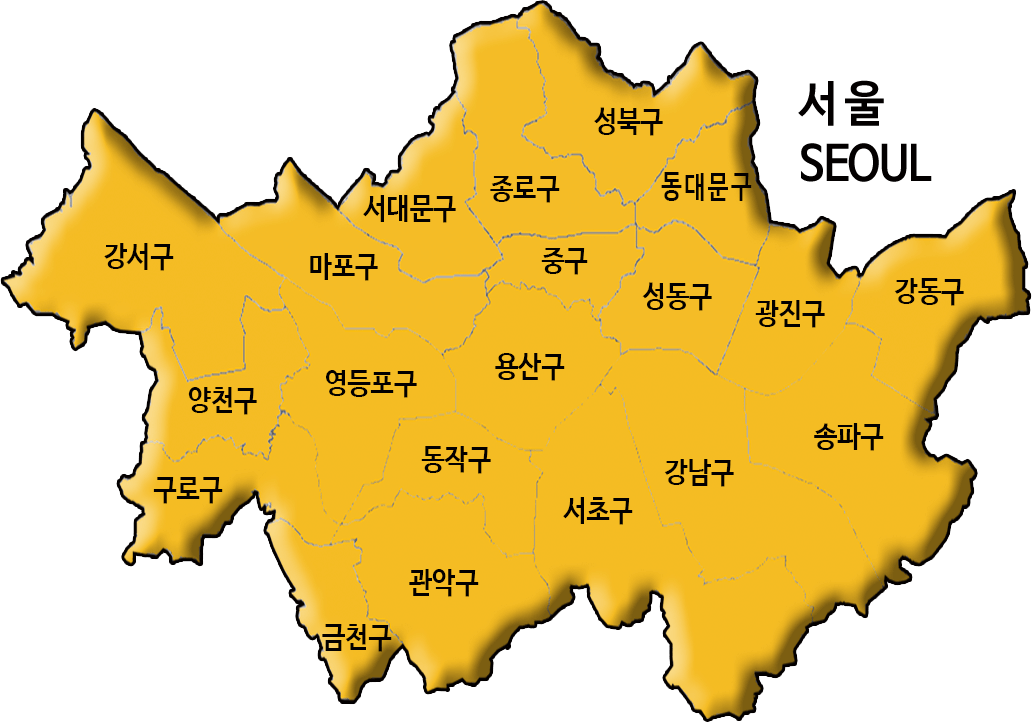 서울
SEOUL
성북구
동대문구
종로구
서대문구
강서구
마포구
중구
성동구
광진구
강동구
용산구
영등포구
양천구
송파구
동작구
강남구
구로구
서초구
관악구
금천구